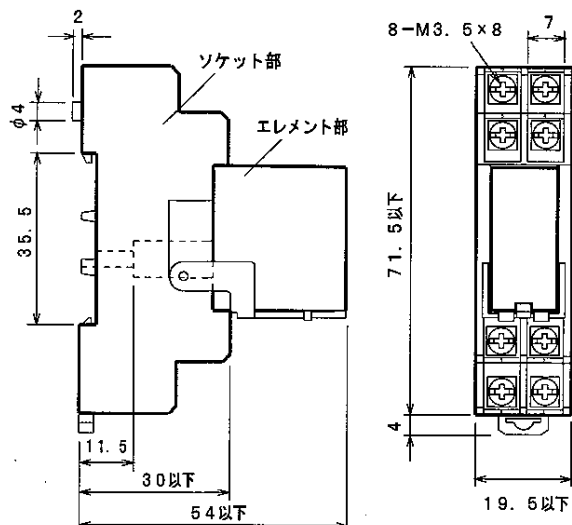 2
8-M3. 5×8
7
ソケット部
φ4
エレメント部
35. 5
71. 5以下
11. 5
4
30以下
54以下
19. 5以下